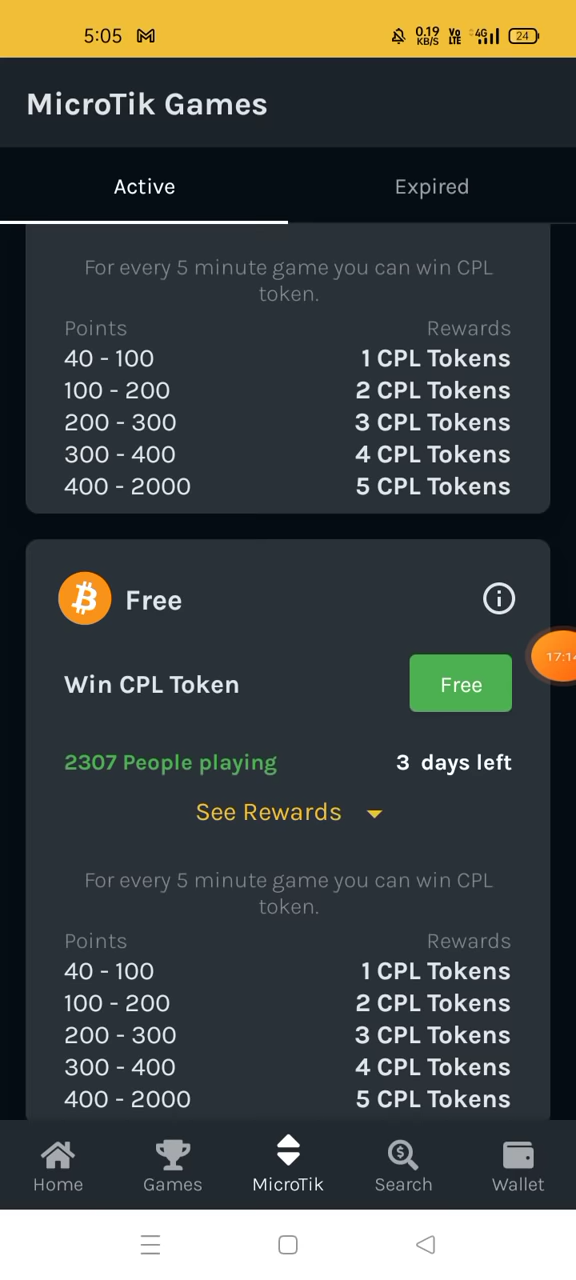 5:05
0.19 KB/S
Vo LTE
4G
24
MicroTik Games
Active
Expired
For every 5 minute game you can win CPL
token.
Points Rewards
40 - 100 1 CPL Tokens
100 - 200 2 CPL Tokens
200 - 300 3 CPL Tokens
300 - 400 4 CPL Tokens
400 - 2000 5 CPL Tokens
Free
Win CPL Token
Free
17:14
2307 People playing
3 days left
See Rewards
For every 5 minute game you can win CPL
token.
Points Rewards
40 - 100 1 CPL Tokens
100 - 200 2 CPL Tokens
200 - 300 3 CPL Tokens
300 - 400 4 CPL Tokens
400 - 2000 5 CPL Tokens
Home
Games
MicroTik
Search
Wallet